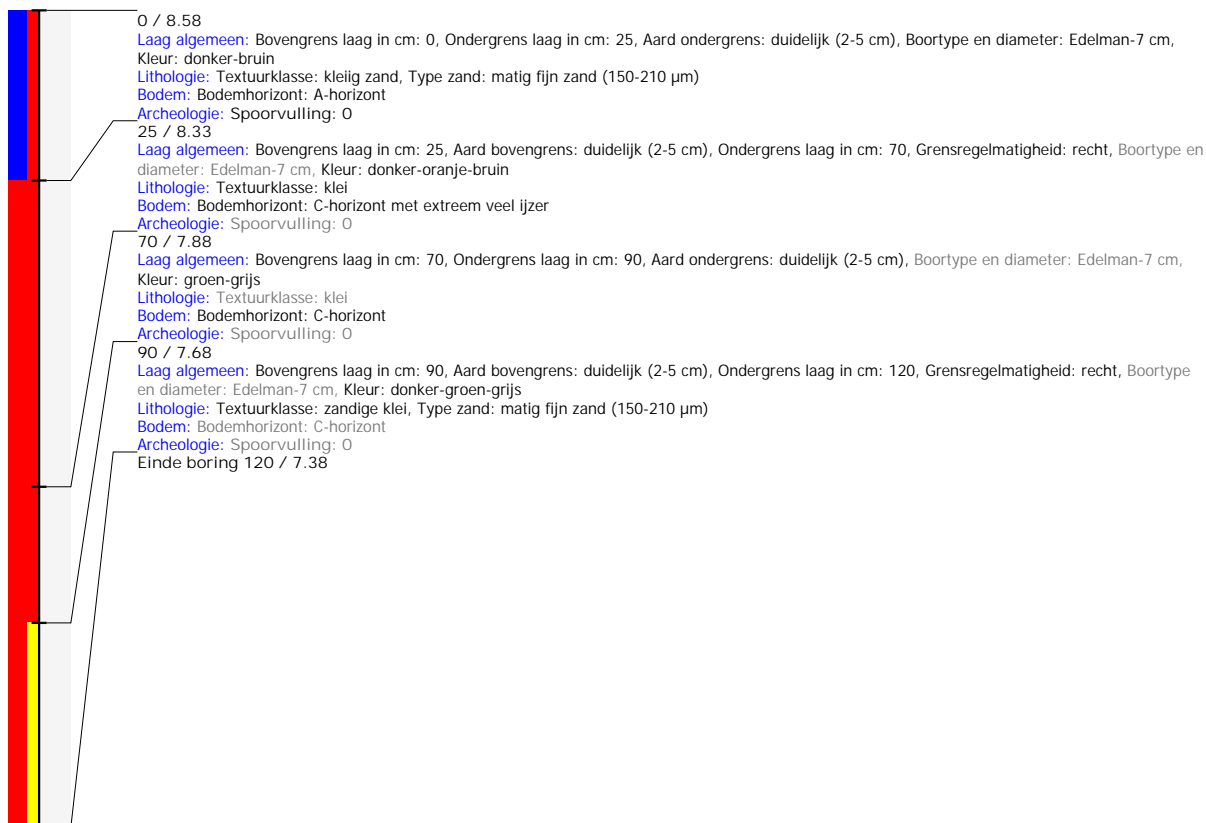 0 / 8.58
Laag algemeen: Bovengrens laag in cm: 0, Ondergrens laag in cm: 25, Aard ondergrens: duidelijk (2-5 cm), Boortype en diameter: Edelman-7 cm,
Kleur: donker-bruin
Lithologie: Textuurklasse: kleiig zand, Type zand: matig fijn zand (150-210 µm)
Bodem: Bodemhorizont: A-horizont
Archeologie: Spoorvulling: 0
25 / 8.33
Laag algemeen: Bovengrens laag in cm: 25, Aard bovengrens: duidelijk (2-5 cm), Ondergrens laag in cm: 70, Grensregelmatigheid: recht, Boortype en
diameter: Edelman-7 cm, Kleur: donker-oranje-bruin
Lithologie: Textuurklasse: klei
Bodem: Bodemhorizont: C-horizont met extreem veel ijzer
Archeologie: Spoorvulling: 0
70 / 7.88
Laag algemeen: Bovengrens laag in cm: 70, Ondergrens laag in cm: 90, Aard ondergrens: duidelijk (2-5 cm), Boortype en diameter: Edelman-7 cm,
Kleur: groen-grijs
Lithologie: Textuurklasse: klei
Bodem: Bodemhorizont: C-horizont
Archeologie: Spoorvulling: 0
90 / 7.68
Laag algemeen: Bovengrens laag in cm: 90, Aard bovengrens: duidelijk (2-5 cm), Ondergrens laag in cm: 120, Grensregelmatigheid: recht, Boortype
en diameter: Edelman-7 cm, Kleur: donker-groen-grijs
Lithologie: Textuurklasse: zandige klei, Type zand: matig fijn zand (150-210 µm)
Bodem: Bodemhorizont: C-horizont
Archeologie: Spoorvulling: 0
Einde boring 120 / 7.38